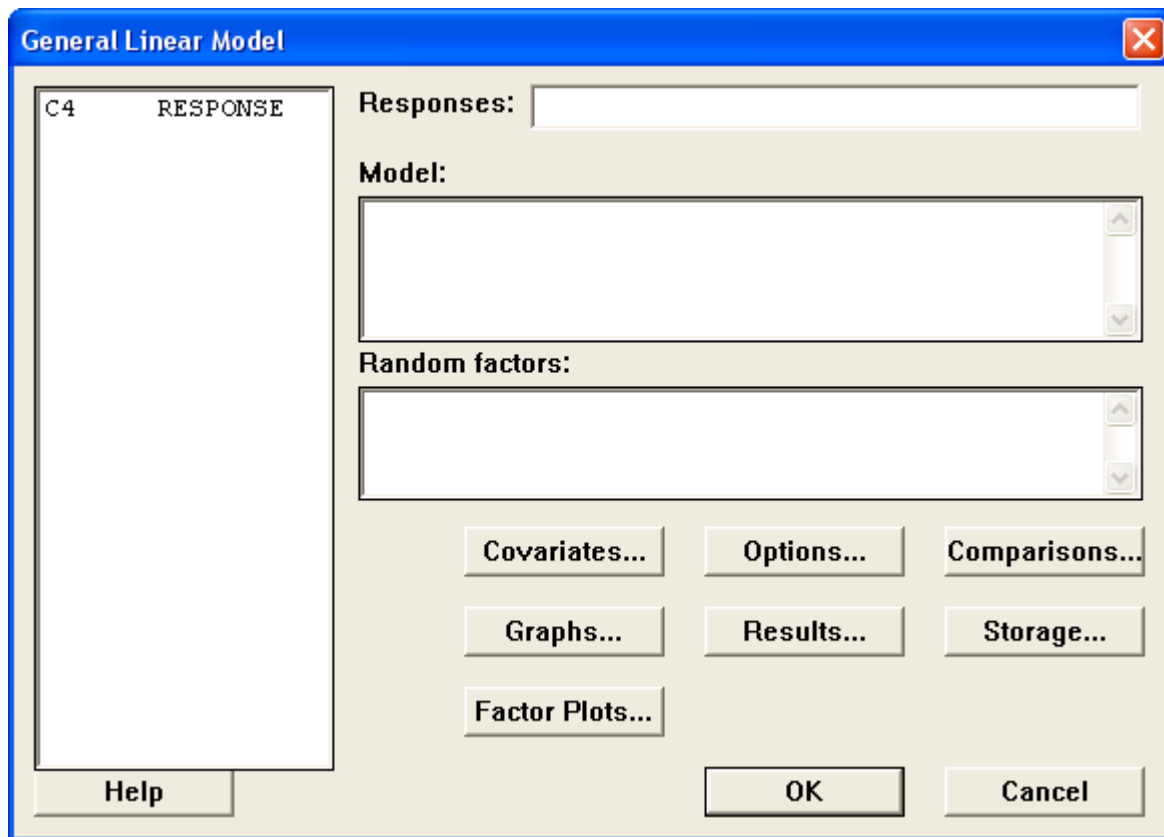 General Linear Model
C4 RESPONSE
Responses:
Model:
Random factors:
Covariates... Options... Comparisons...
Graphs... Results... Storage...
Factor Plots...
Help OK Cancel